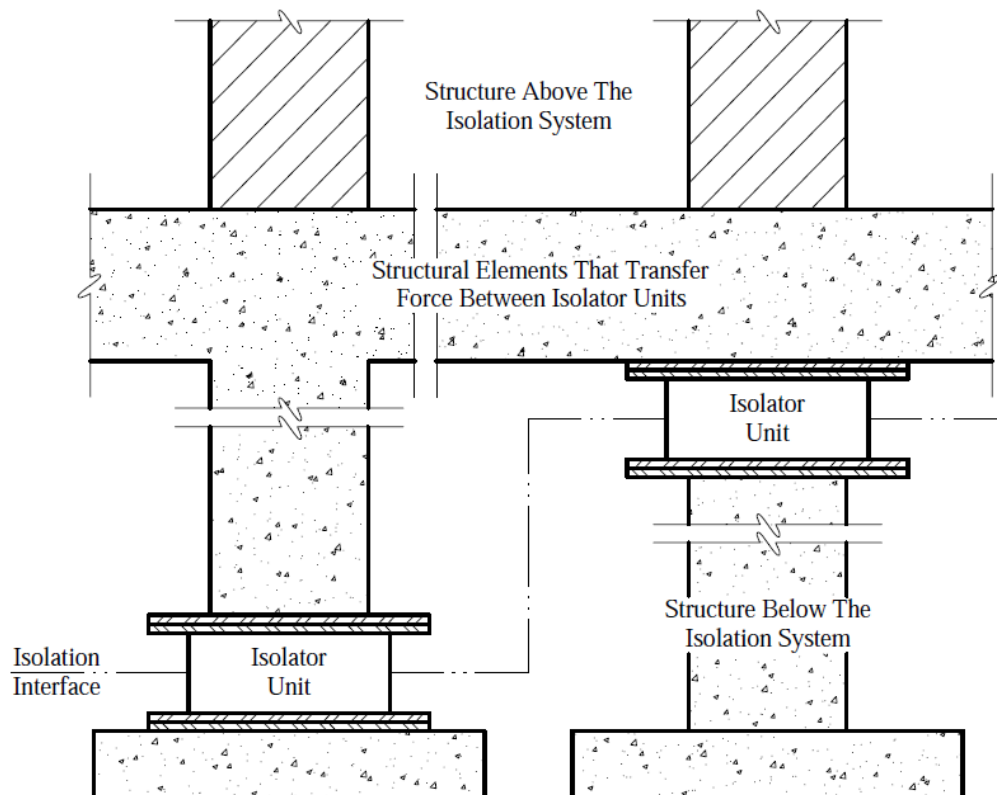 Structure Above The
Isolation System
Structural Elements That Transfer
Force Between Isolator Units
Isolator
Unit
Structure Below The
Isolation System
Isolation
Interface
Isolator
Unit